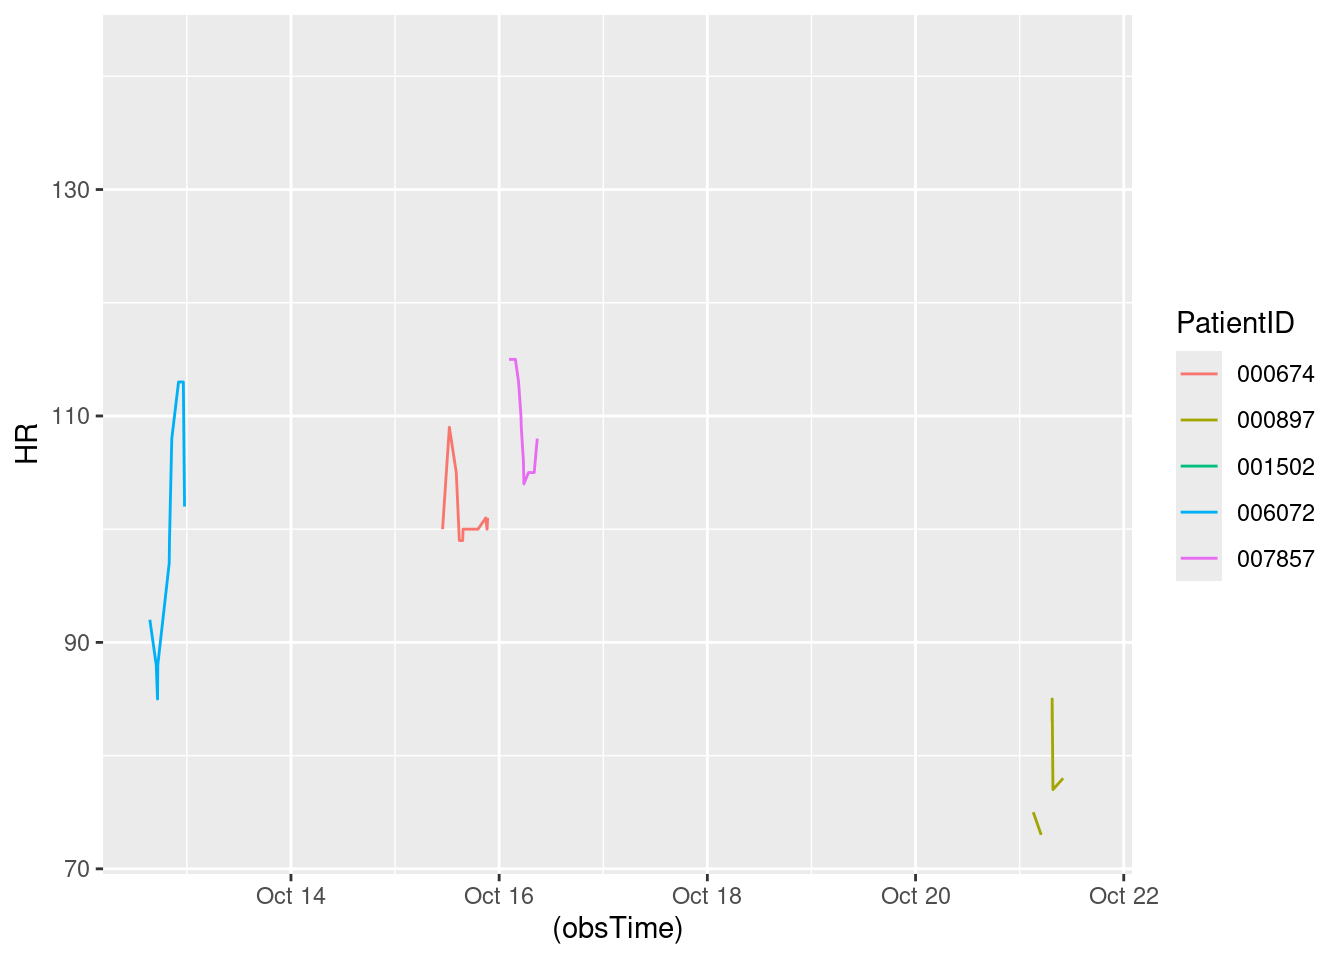 130
110
90
70
HR
Oct 14
Oct 16
Oct 18
Oct 20
Oct 22
(obsTime)
PatientID
000674
000897
001502
006072
007857